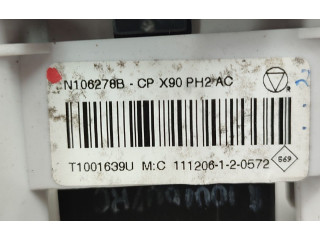 N106278B - CP X90 PH2 AC
T1001639U M:C 111206-1-2-0572
569